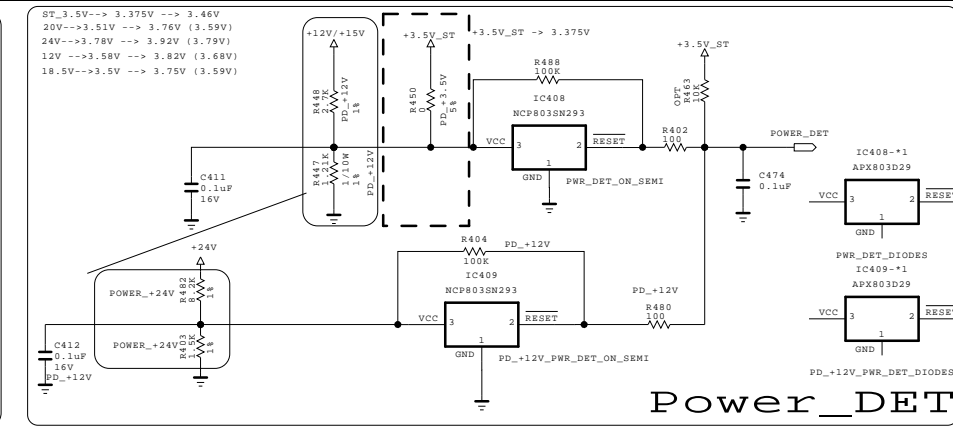 ST_3.5V--> 3.375V --> 3.46V
20V-->3.51V --> 3.76V (3.59V)
24V-->3.78V --> 3.92V (3.79V)
12V -->3.58V --> 3.82V (3.68V)
18.5V-->3.5V --> 3.75V (3.59V)
+12V/+15V
+3.5V_ST
+3.5V_ST -> 3.375V
R448
2.7K
PD_+12V
1%
R450
0
PD_+3.5V
5%
R488
100K
IC408
NCP803SN293
VCC
3
2
RESET
1
GND
PWR_DET_ON_SEMI
+3.5V_ST
OPT
R463
10K
R402
100
POWER_DET
C474
0.1uF
C411
0.1uF
16V
R447
1.21K
1/10W
1%
PD_+12V
IC408-*1
APX803D29
VCC
3
2
RESET
1
GND
PWR_DET_DIODES
+24V
POWER_+24V
R482
8.2K
1%
POWER_+24V
R403
1.5K
1%
C412
0.1uF
16V
PD_+12V
R404
100K
PD_+12V
IC409
NCP803SN293
VCC
3
2
RESET
1
GND
PD_+12V_PWR_DET_ON_SEMI
PD_+12V
R480
100
IC409-*1
APX803D29
VCC
3
2
RESET
1
GND
PD_+12V_PWR_DET_DIODES
Power_DET